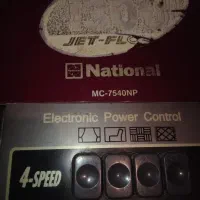 JET-FLO
National
MC-7540NP
Electronic Power Control
4-SPEED